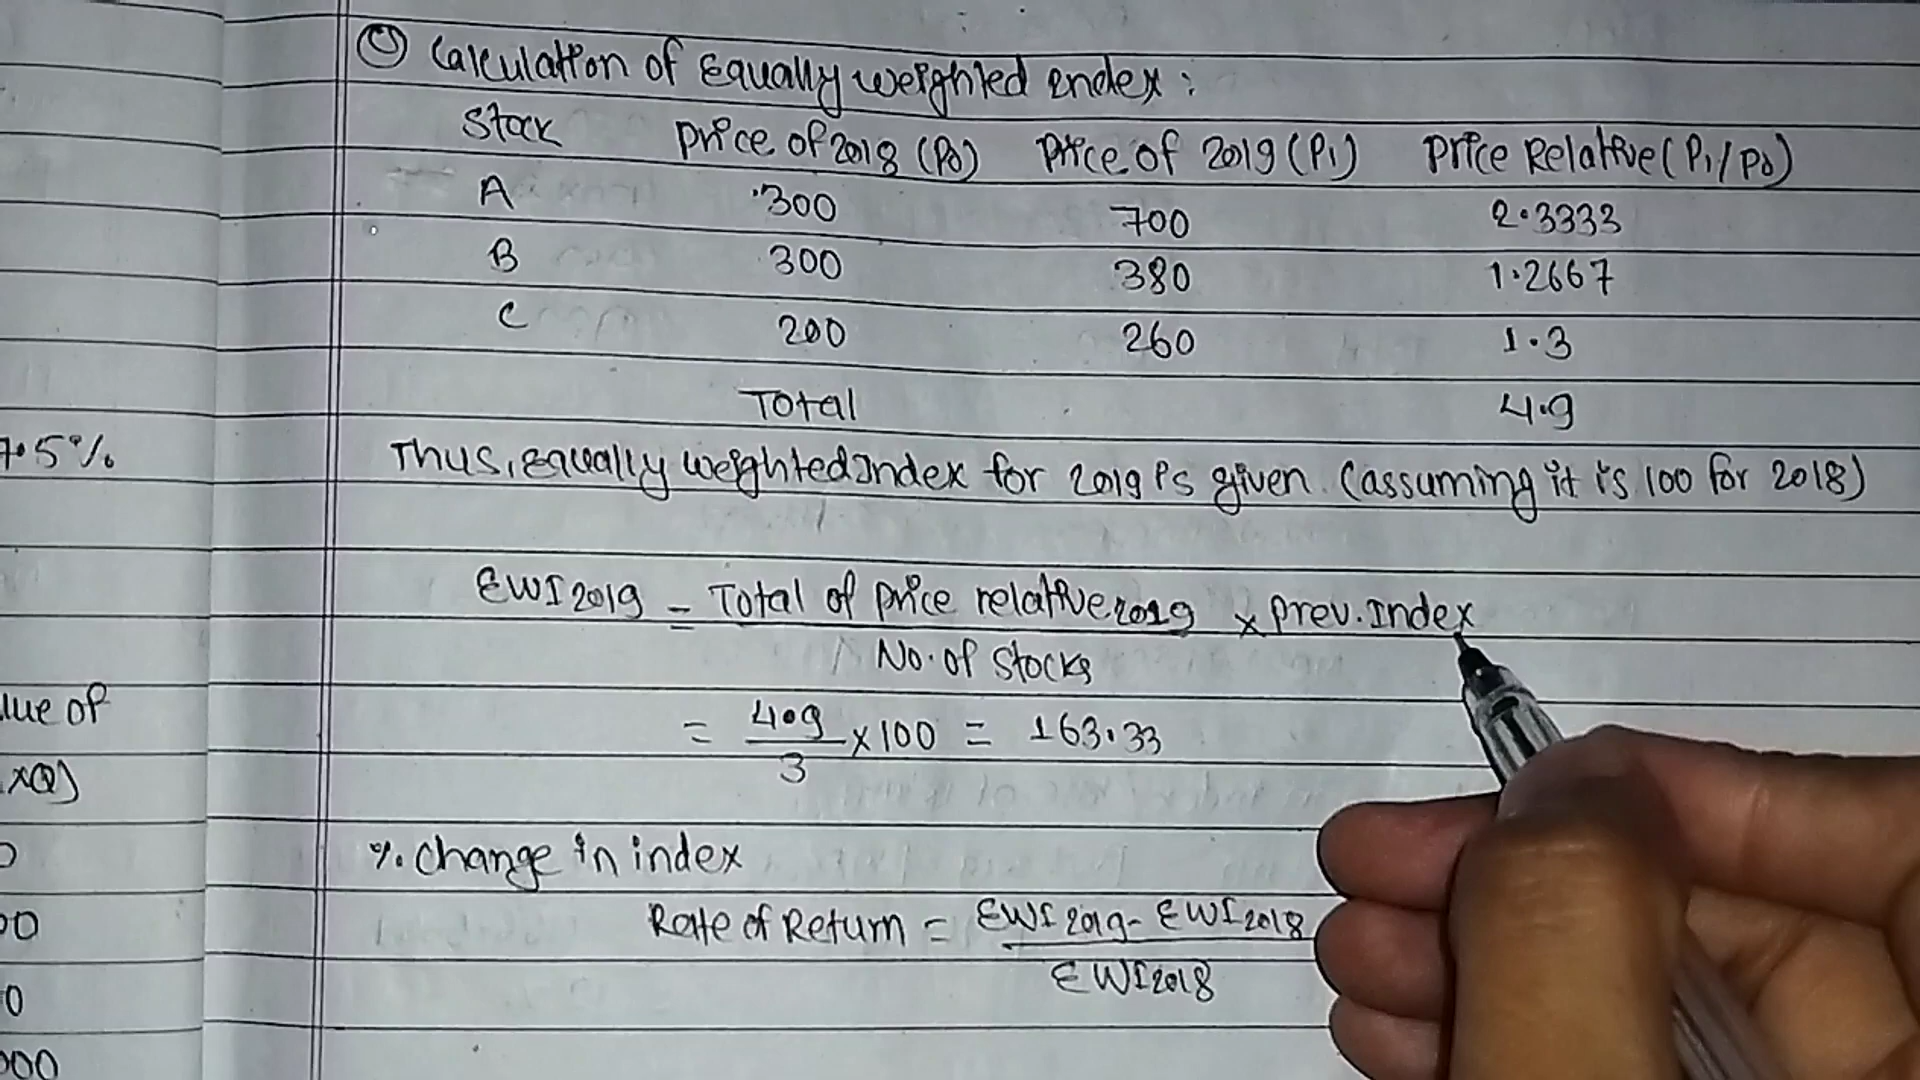 c) Calculation of Equally weighted Index :
Stock Price of 2018 (P0) Price of 2019 (P1) Price Relative (P1/P0)
A 300 700 2.3333
B 300 380 1.2667
C 200 260 1.3
Total 4.9
7.5%
Thus, Equally weighted Index for 2019 is given (assuming it is 100 for 2018)
EWI2019 = Total of price relative2019 × Prev. Index
No. of Stocks
lue of
= 4.9 × 100 = 163.33
3
xQ)
% change in index
0
Rate of Return = EWI2019 - EWI2018
00
EWI2018
0
000